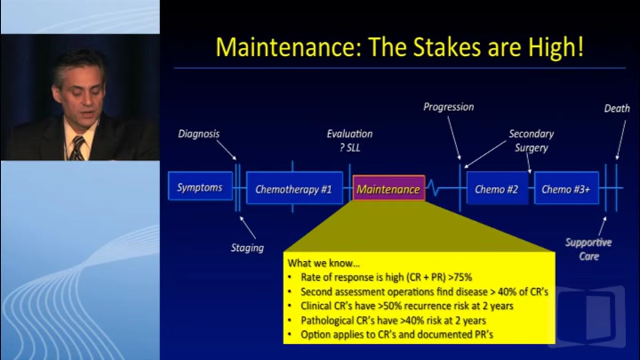 Maintenance: The Stakes are High!
Progression
Death
Diagnosis
Evaluation
? SLL
Secondary
Surgery
Symptoms
Chemotherapy #1
Maintenance
Chemo #2
Chemo #3+
Staging
Supportive
Care
What we know...
• Rate of response is high (CR + PR) >75%
• Second assessment operations find disease > 40% of CR's
• Clinical CR's have >50% recurrence risk at 2 years
• Pathological CR's have >40% risk at 2 years
• Option applies to CR's and documented PR's